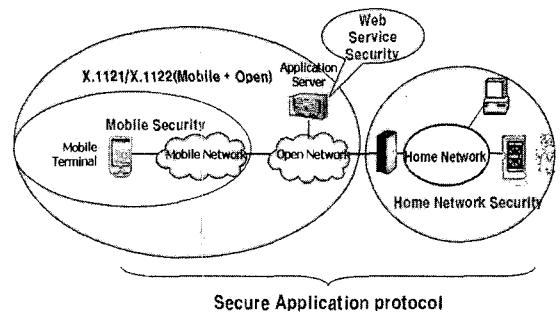 Web
Service
Security
X.1121/X.1122(Mobile + Open)
Application
Server
Mobile Security
Mobile
Terminal
Mobile Network
Open Network
Home Network
Home Network Security
Secure Application protocol